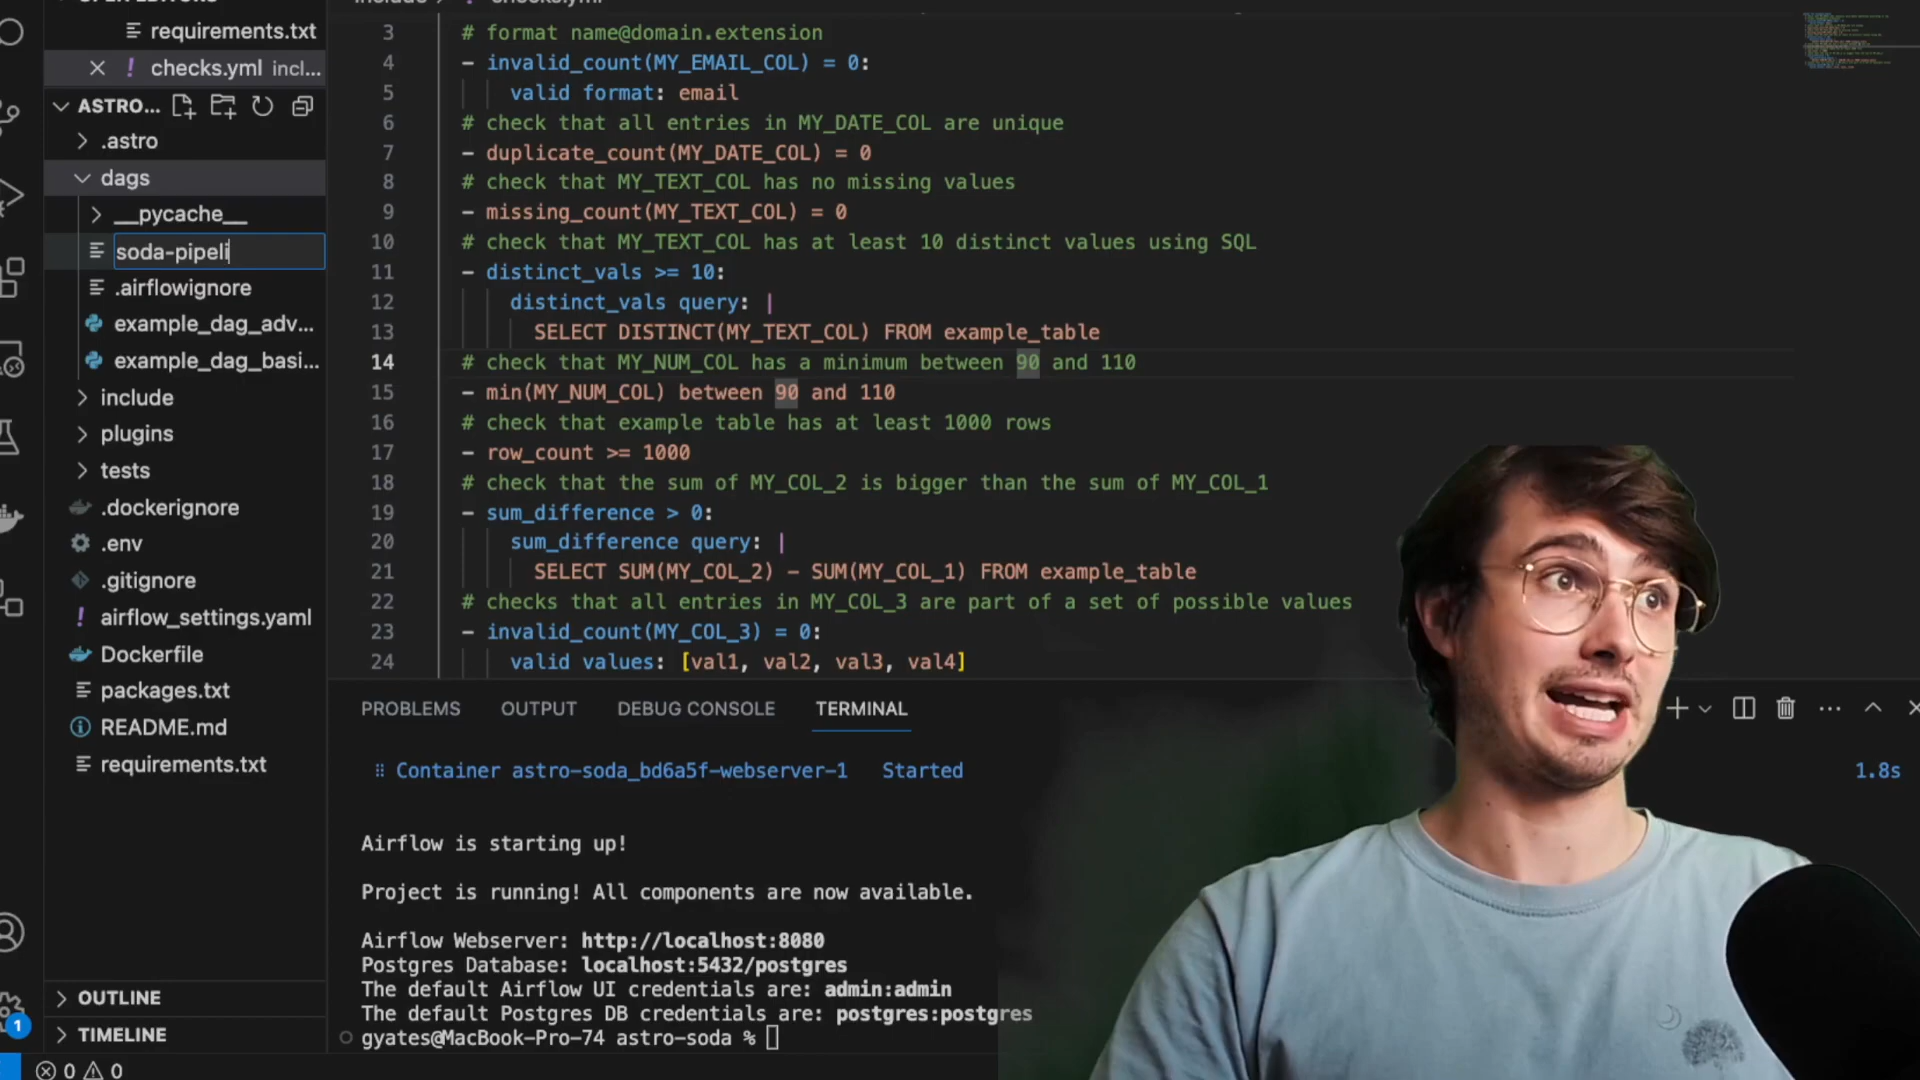 requirements.txt
checks.yml incl...
ASTRO...
.astro
dags
__pycache__
soda-pipeli
.airflowignore
example_dag_adv...
example_dag_basi...
include
plugins
tests
.dockerignore
.env
.gitignore
airflow_settings.yaml
Dockerfile
packages.txt
README.md
requirements.txt
OUTLINE
TIMELINE
1
0 0
3 # format name@domain.extension
4 - invalid_count(MY_EMAIL_COL) = 0:
5 valid format: email
6 # check that all entries in MY_DATE_COL are unique
7 - duplicate_count(MY_DATE_COL) = 0
8 # check that MY_TEXT_COL has no missing values
9 - missing_count(MY_TEXT_COL) = 0
10 # check that MY_TEXT_COL has at least 10 distinct values using SQL
11 - distinct_vals >= 10:
12 distinct_vals query: |
13 SELECT DISTINCT(MY_TEXT_COL) FROM example_table
14 # check that MY_NUM_COL has a minimum between 90 and 110
15 - min(MY_NUM_COL) between 90 and 110
16 # check that example table has at least 1000 rows
17 - row_count >= 1000
18 # check that the sum of MY_COL_2 is bigger than the sum of MY_COL_1
19 - sum_difference > 0:
20 sum_difference query: |
21 SELECT SUM(MY_COL_2) - SUM(MY_COL_1) FROM example_table
22 # checks that all entries in MY_COL_3 are part of a set of possible values
23 - invalid_count(MY_COL_3) = 0:
24 valid values: [val1, val2, val3, val4]
PROBLEMS OUTPUT DEBUG CONSOLE TERMINAL
Container astro-soda_bd6a5f-webserver-1 Started 1.8s
Airflow is starting up!
Project is running! All components are now available.
Airflow Webserver: http://localhost:8080
Postgres Database: localhost:5432/postgres
The default Airflow UI credentials are: admin:admin
The default Postgres DB credentials are: postgres:postgres
gyates@MacBook-Pro-74 astro-soda %